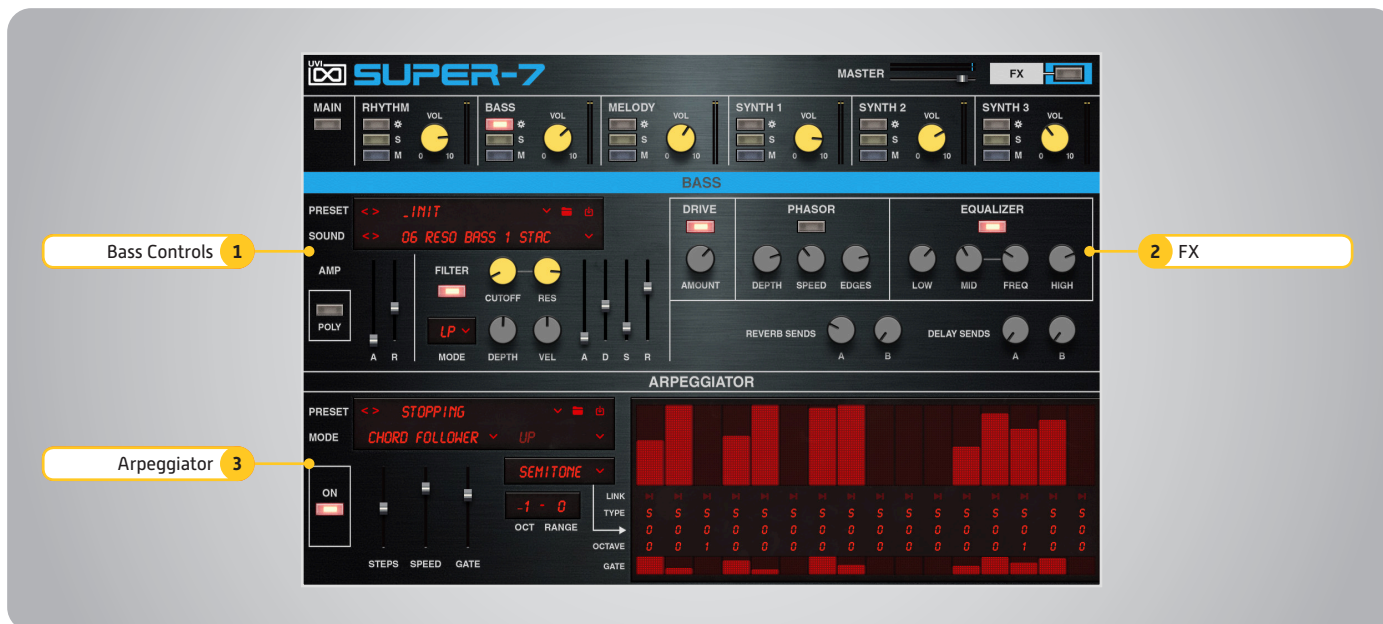 UVI SUPER-7 MASTER FX
MAIN RHYTHM VOL BASS VOL MELODY VOL SYNTH 1 VOL SYNTH 2 VOL SYNTH 3 VOL
S S S S S S
M 0 10 M 0 10 M 0 10 M 0 10 M 0 10 M 0 10
BASS
PRESET < > _INIT
SOUND < > 06 RESO BASS 1 STAC
AMP
POLY
A R
FILTER
CUTOFF RES
LP
MODE DEPTH VEL A D S R
DRIVE PHASOR EQUALIZER
AMOUNT DEPTH SPEED EDGES LOW MID FREQ HIGH
REVERB SENDS A B DELAY SENDS A B
Bass Controls 1
2 FX
ARPEGGIATOR
PRESET < > STOPPING
MODE CHORD FOLLOWER UP
Arpeggiator 3
ON
SEMITONE
-1 - 0
OCT RANGE
STEPS SPEED GATE
LINK
TYPE S S S S S S S S S S S S S S S S
0 0 0 0 0 0 0 0 0 0 0 0 0 0 0 0
OCTAVE 0 0 1 0 0 0 0 0 0 0 0 0 0 1 0 0
GATE